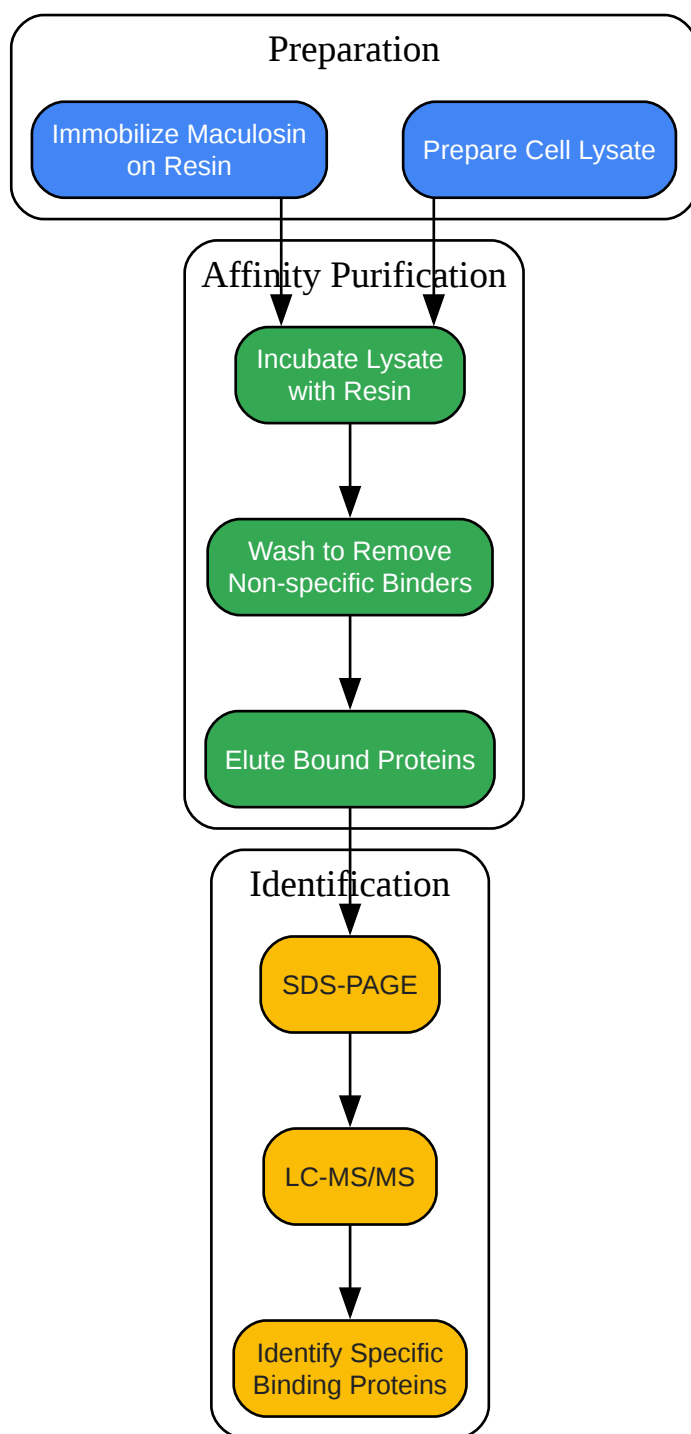 Preparation
Immobilize Maculosin
on Resin
Prepare Cell Lysate
Affinity Purification
Incubate Lysate
with Resin
Wash to Remove
Non-specific Binders
Elute Bound Proteins
Identification
SDS-PAGE
LC-MS/MS
Identify Specific
Binding Proteins